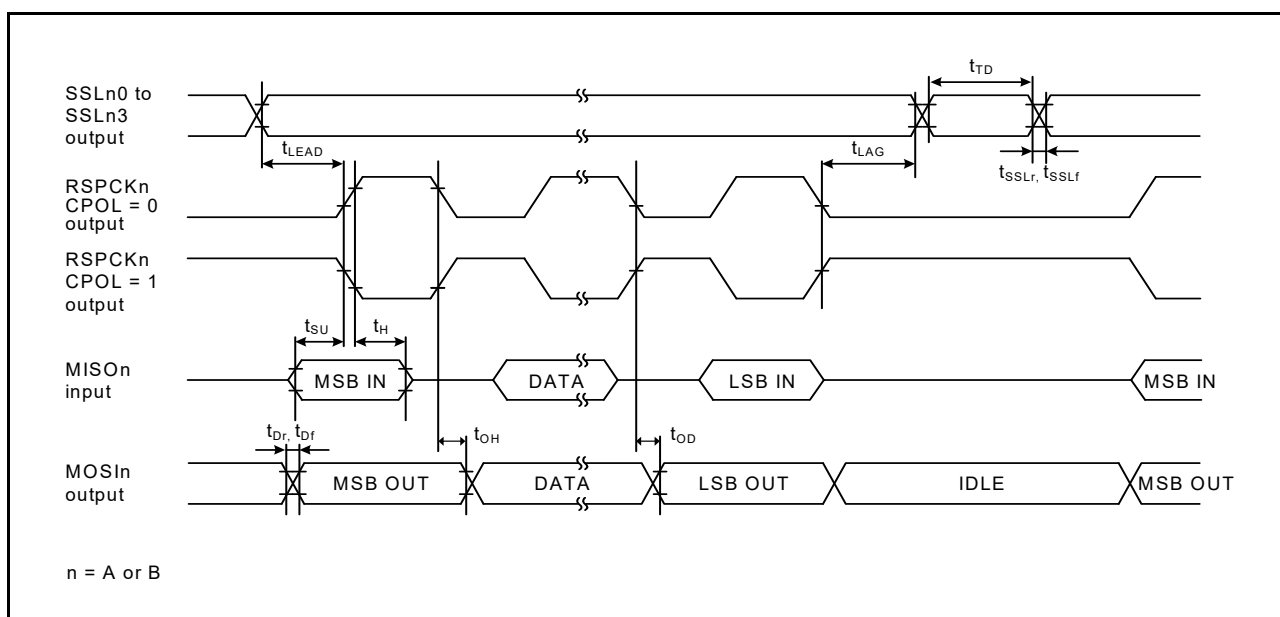 SSLn0 to
SSLn3
output
tTD
tLEAD
tLAG
tSSLr, tSSLf
RSPCKn
CPOL = 0
output
RSPCKn
CPOL = 1
output
tSU
tH
MISOn
input
MSB IN
DATA
LSB IN
MSB IN
tDr, tDf
tOH
tOD
MOSIn
output
MSB OUT
DATA
LSB OUT
IDLE
MSB OUT
n = A or B